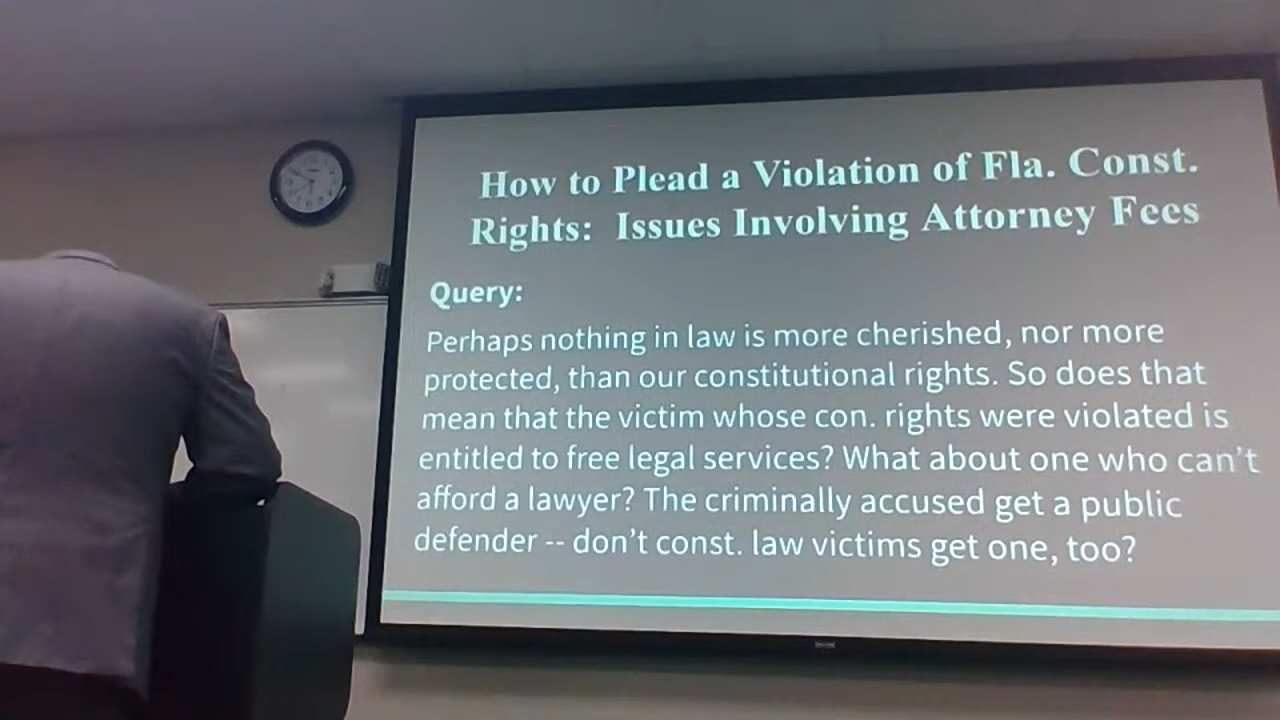 How to Plead a Violation of Fla. Const.
Rights: Issues Involving Attorney Fees
Query:
Perhaps nothing in law is more cherished, nor more
protected, than our constitutional rights. So does that
mean that the victim whose con. rights were violated is
entitled to free legal services? What about one who can't
afford a lawyer? The criminally accused get a public
defender -- don't const. law victims get one, too?